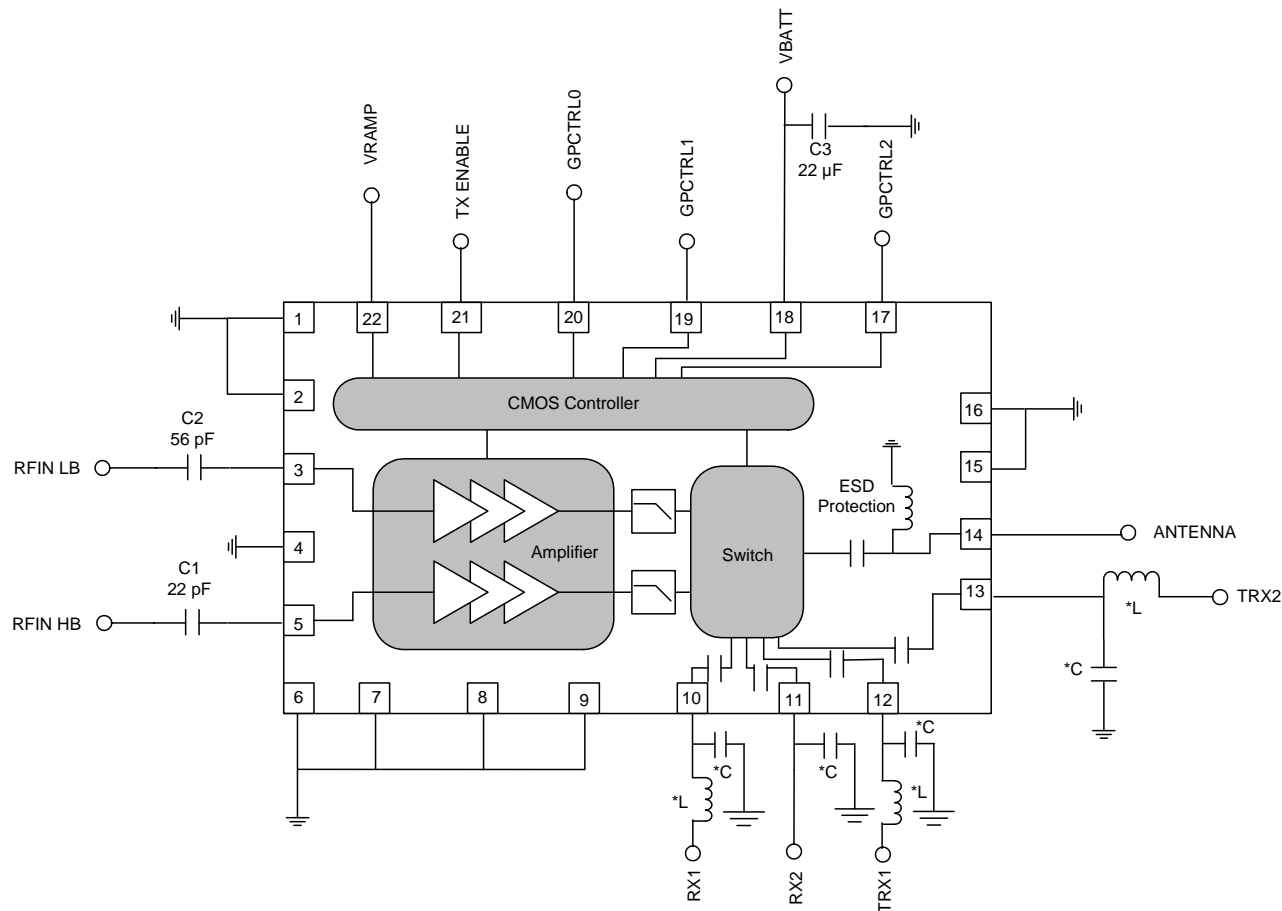 VBATT
VRAMP
TX ENABLE
GPCTRL0
GPCTRL1
C3
22 µF
GPCTRL2
1
22
21
20
19
18
17
2
CMOS Controller
16
C2
56 pF
RFIN LB
3
15
ESD
Protection
4
Amplifier
Switch
14
ANTENNA
C1
22 pF
13
*L
TRX2
RFIN HB
5
*C
6
7
8
9
10
11
12
*C
*C
*C
*L
*L
RX1
RX2
TRX1